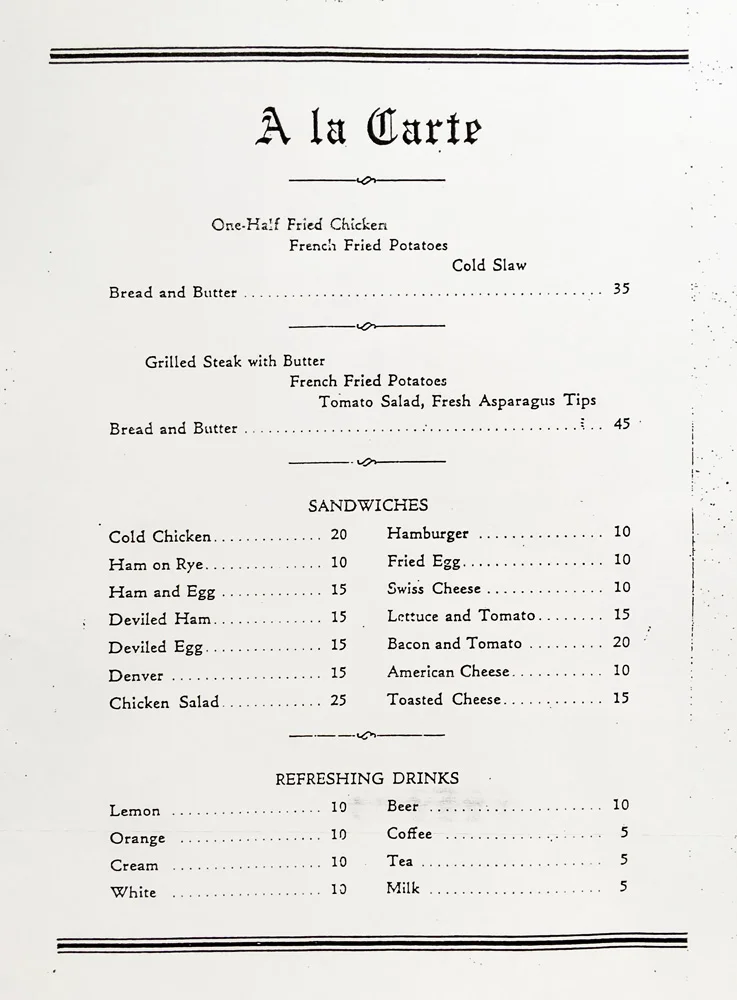 A la Carte
One-Half Fried Chicken
French Fried Potatoes
Cold Slaw
Bread and Butter ........................................... 35
Grilled Steak with Butter
French Fried Potatoes
Tomato Salad, Fresh Asparagus Tips
Bread and Butter ........................................... 45
SANDWICHES
Cold Chicken.............. 20
Ham on Rye............... 10
Ham and Egg ............. 15
Deviled Ham.............. 15
Deviled Egg............... 15
Denver ................... 15
Chicken Salad............. 25
Hamburger ............... 10
Fried Egg.................. 10
Swiss Cheese .............. 10
Lettuce and Tomato........ 15
Bacon and Tomato ......... 20
American Cheese............ 10
Toasted Cheese............. 15
REFRESHING DRINKS
Lemon ................... 10
Orange .................. 10
Cream ................... 10
White ................... 10
Beer ...................... 10
Coffee .................... 5
Tea ....................... 5
Milk ...................... 5